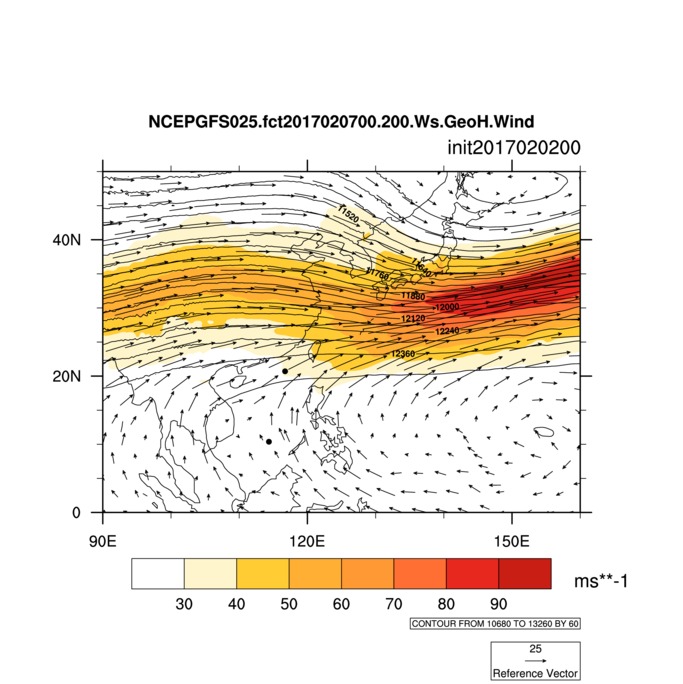 NCEPGFS025.fct2017020700.200.Ws.GeoH.Wind
init2017020200
40N
20N
0
11520
11760
11880
12000
12120
12240
12360
90E 120E 150E
30 40 50 60 70 80 90
ms**-1
CONTOUR FROM 10680 TO 13260 BY 60
25
Reference Vector